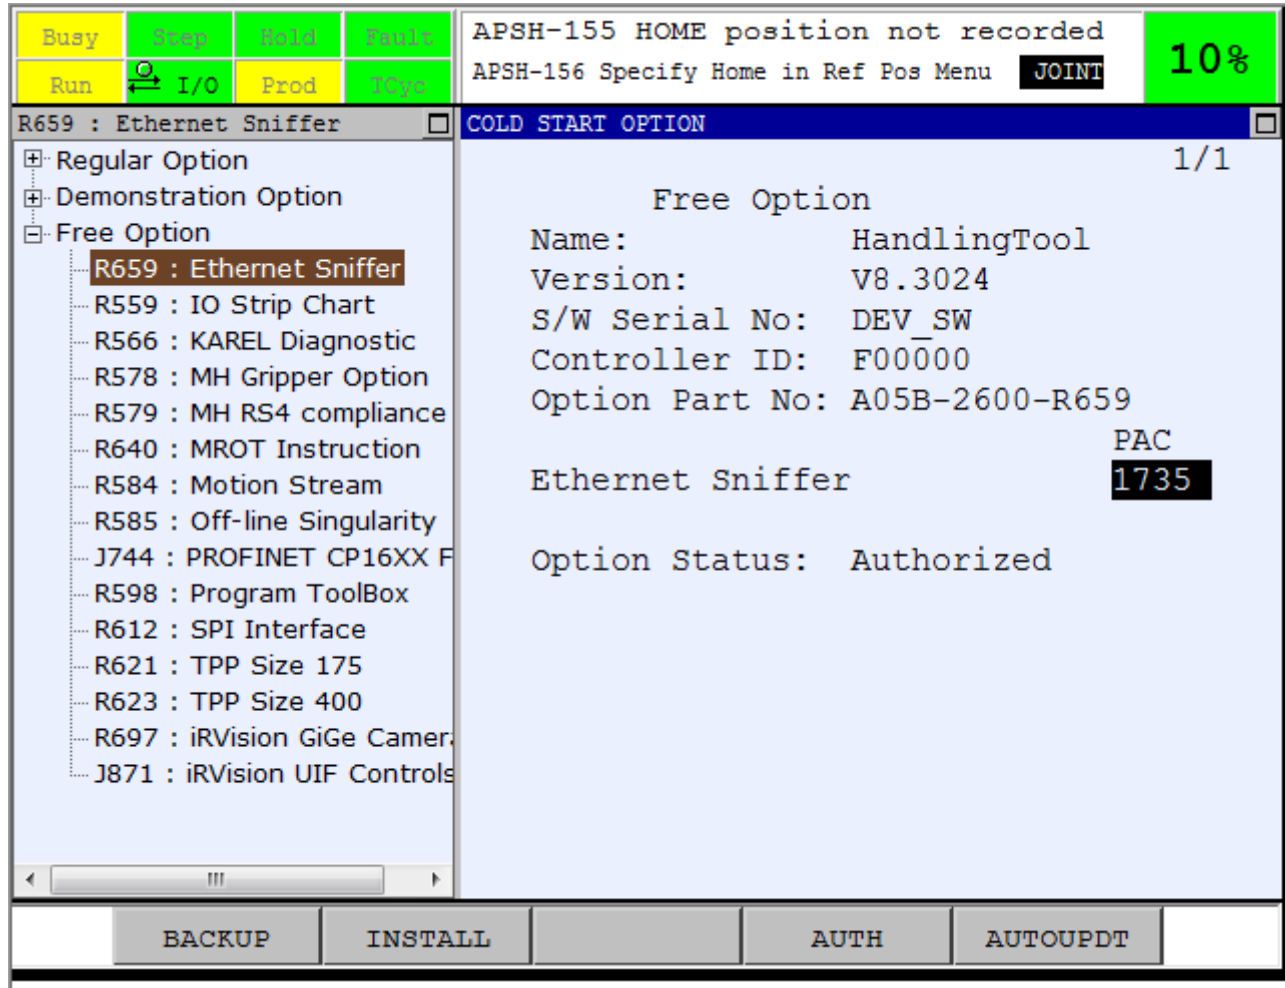 Busy Step Hold Fault
Run I/O Prod TCyc
APSH-155 HOME position not recorded
APSH-156 Specify Home in Ref Pos Menu JOINT
10%
R659 : Ethernet Sniffer
Regular Option
Demonstration Option
Free Option
R659 : Ethernet Sniffer
R559 : IO Strip Chart
R566 : KAREL Diagnostic
R578 : MH Gripper Option
R579 : MH RS4 compliance
R640 : MROT Instruction
R584 : Motion Stream
R585 : Off-line Singularity
J744 : PROFINET CP16XX F
R598 : Program ToolBox
R612 : SPI Interface
R621 : TPP Size 175
R623 : TPP Size 400
R697 : iRVision GiGe Camer
J871 : iRVision UIF Controls
COLD START OPTION
1/1
Free Option
Name: HandlingTool
Version: V8.3024
S/W Serial No: DEV_SW
Controller ID: F00000
Option Part No: A05B-2600-R659
PAC
Ethernet Sniffer 1735
Option Status: Authorized
BACKUP INSTALL AUTH AUTOUPDT